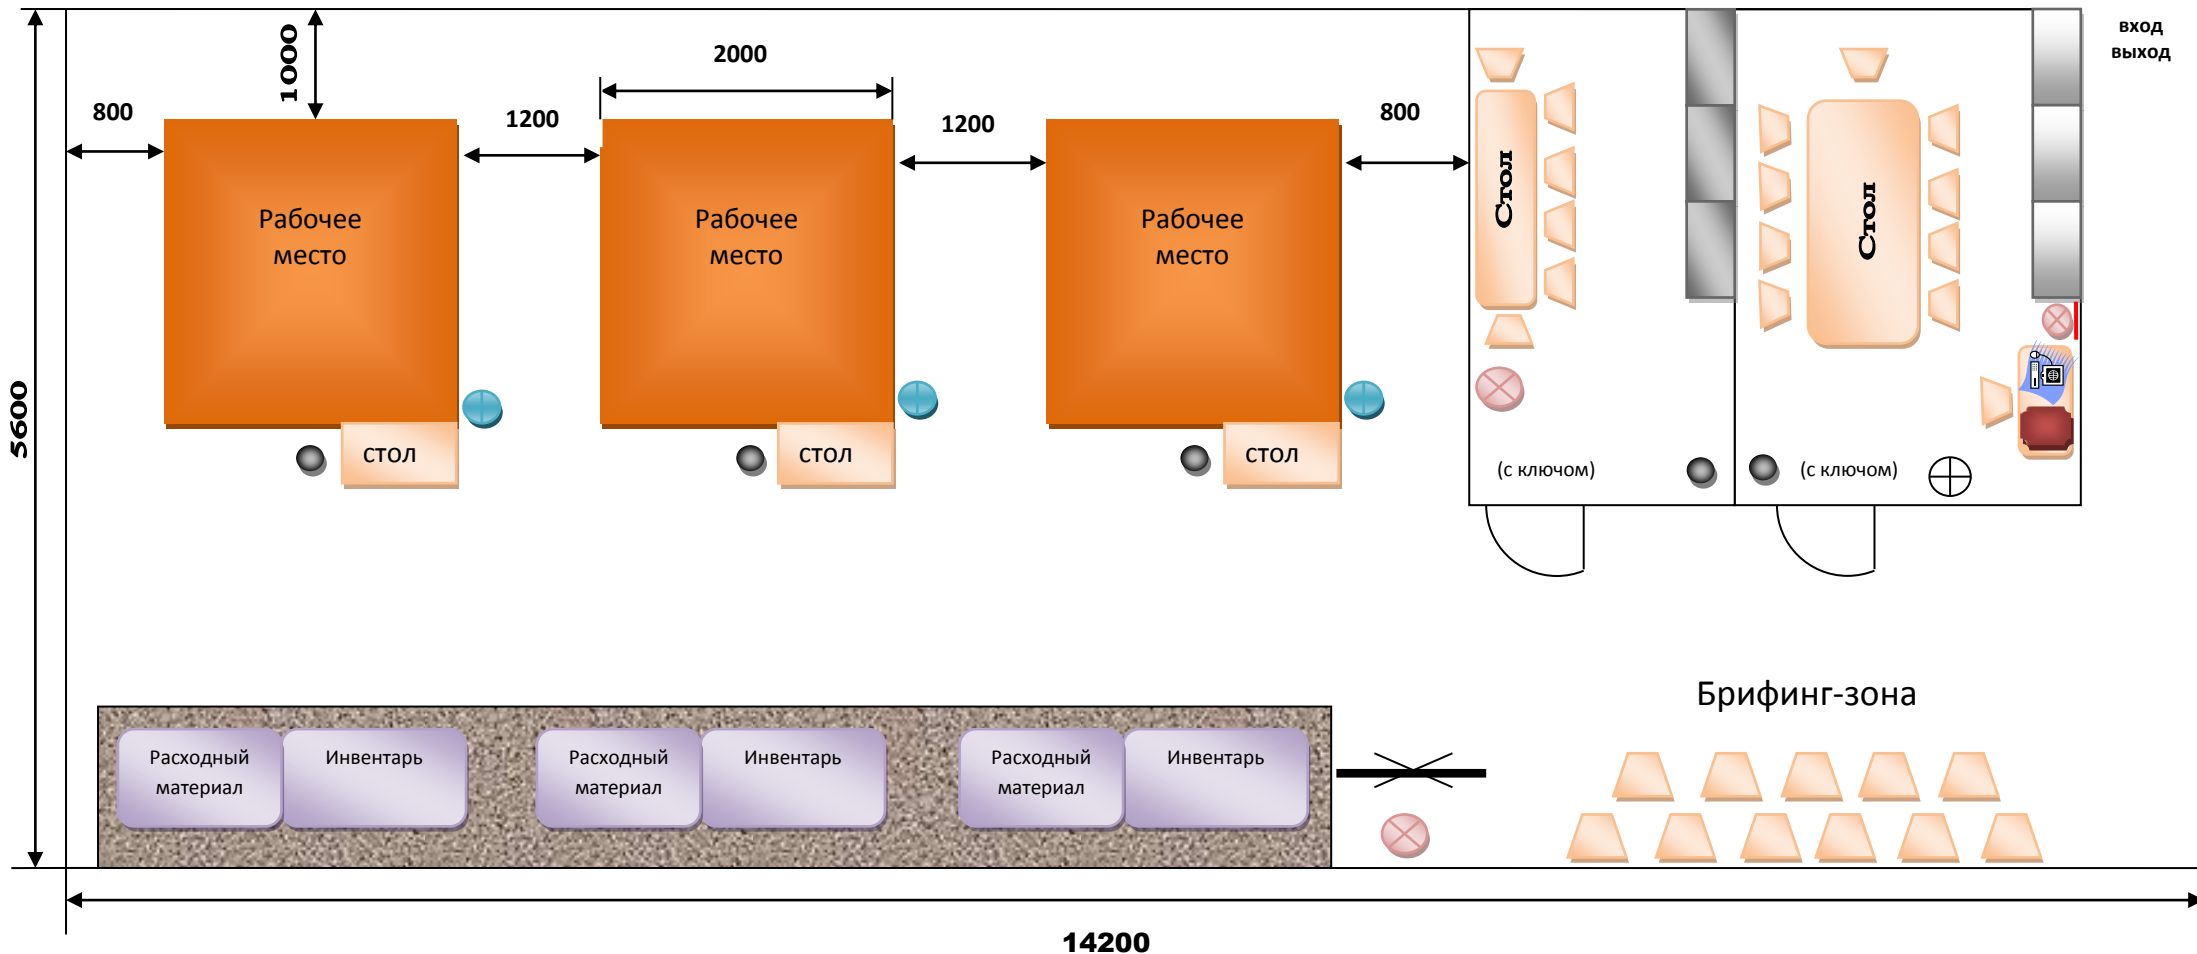 вход
выход
1000
2000
800
1200
1200
800
Рабочее
место
Рабочее
место
Рабочее
место
Стол
Стол
5600
стол
стол
стол
(с ключом)
(с ключом)
Брифинг-зона
Расходный
материал
Инвентарь
Расходный
материал
Инвентарь
Расходный
материал
Инвентарь
14200